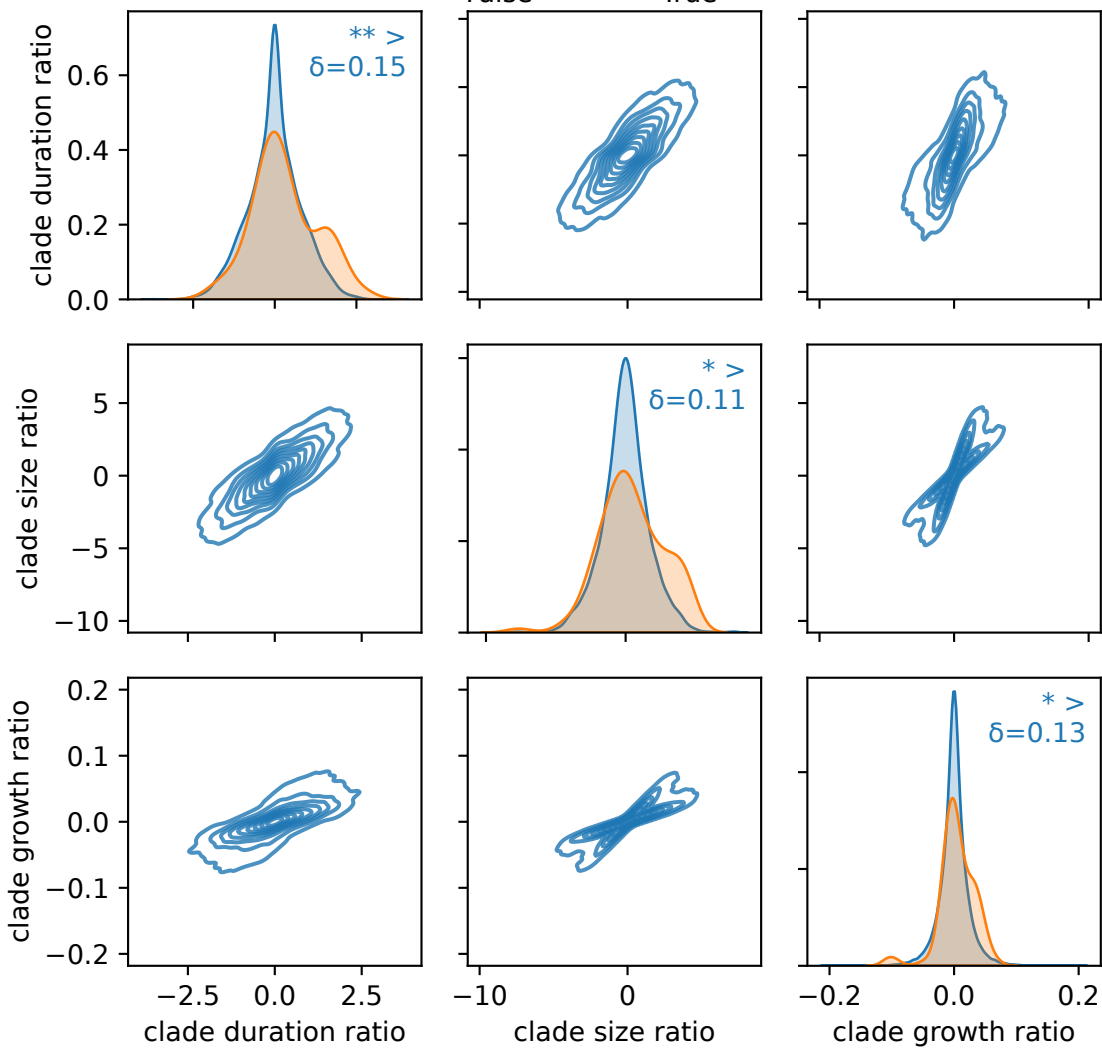 False True
clade duration ratio
0.6
0.4
0.2
0.0
** >
δ=0.15
clade size ratio
5
0
−5
−10
* >
δ=0.11
clade growth ratio
0.2
0.1
0.0
−0.1
−0.2
* >
δ=0.13
−2.5 0.0 2.5
−10 0
−0.2 0.0 0.2
clade duration ratio
clade size ratio
clade growth ratio